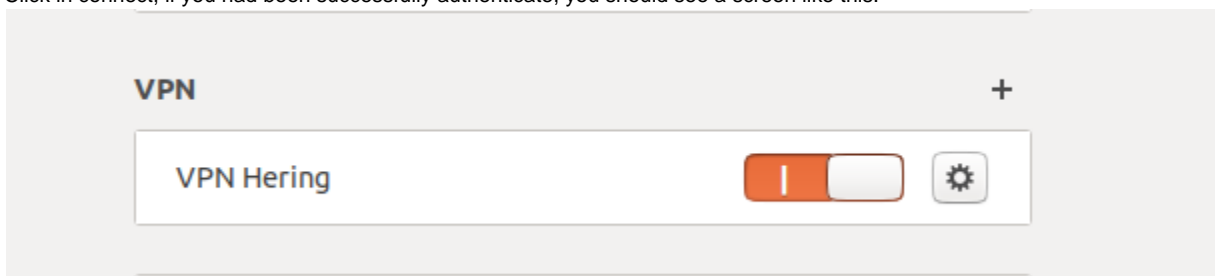 Click in connect, if you had been successfully authenticate, you should see a screen like this:
VPN +
VPN Hering